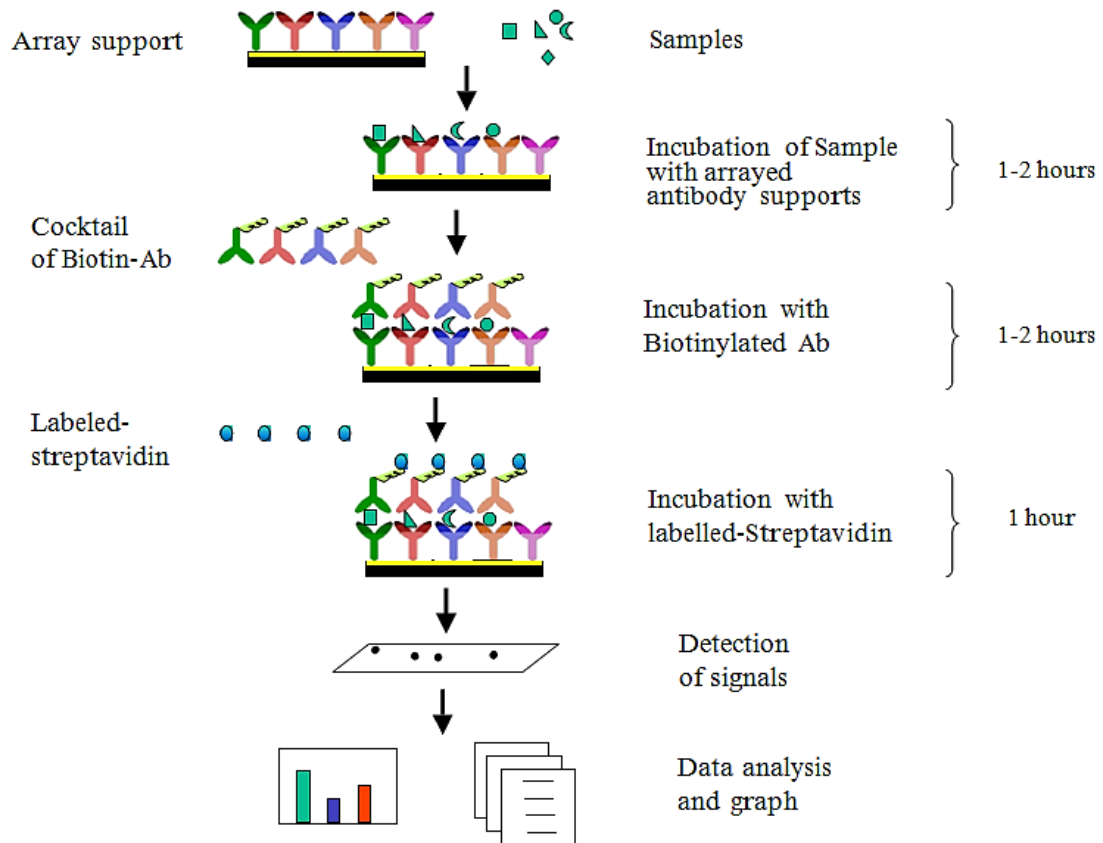 Array support
Samples
Incubation of Sample
with arrayed
antibody supports
1-2 hours
Cocktail
of Biotin-Ab
Incubation with
Biotinylated Ab
1-2 hours
Labeled-
streptavidin
Incubation with
labelled-Streptavidin
1 hour
Detection
of signals
Data analysis
and graph